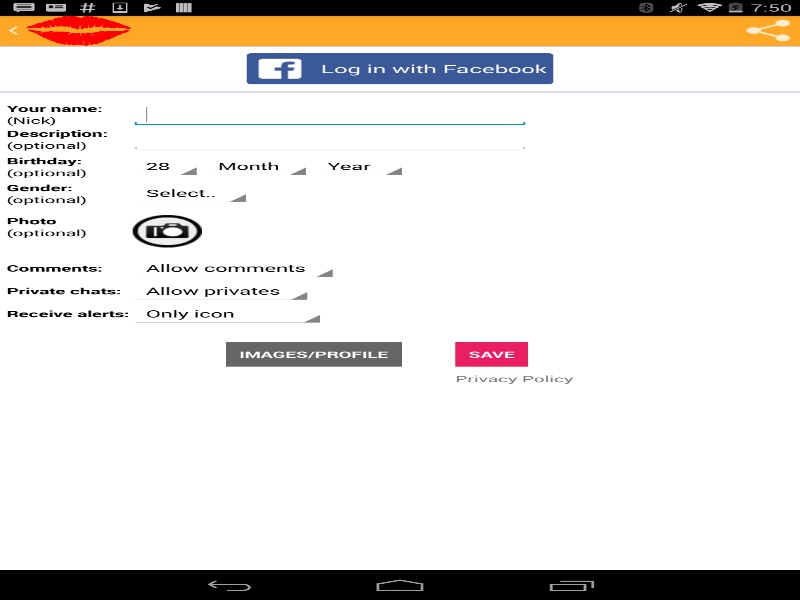 7:50
Log in with Facebook
Your name:
(Nick)
Description:
(optional)
Birthday:
(optional)
28 Month Year
Gender:
(optional)
Select..
Photo
(optional)
Comments: Allow comments
Private chats: Allow privates
Receive alerts: Only icon
IMAGES/PROFILE SAVE
Privacy Policy